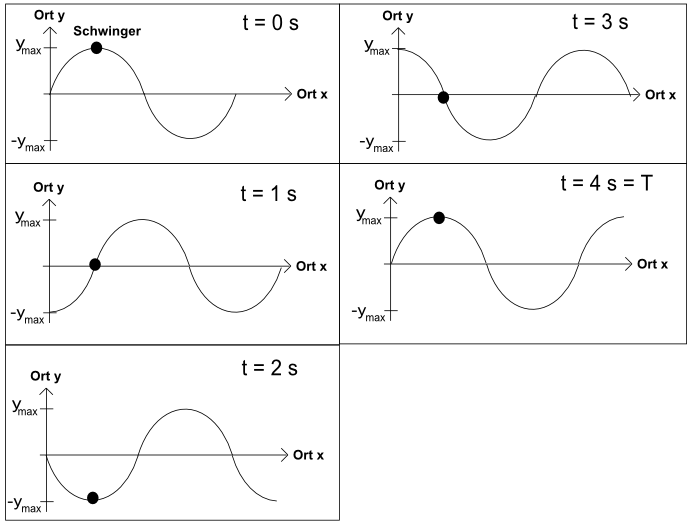 Ort y
t = 0 s
Schwinger
ymax
Ort x
-ymax
Ort y
t = 1 s
ymax
Ort x
-ymax
Ort y
t = 2 s
ymax
Ort x
-ymax
Ort y
t = 3 s
ymax
Ort x
-ymax
Ort y
t = 4 s = T
ymax
Ort x
-ymax